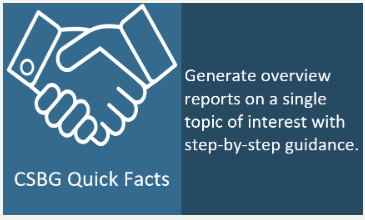 CSBG Quick Facts
Generate overview
reports on a single
topic of interest with
step-by-step guidance.